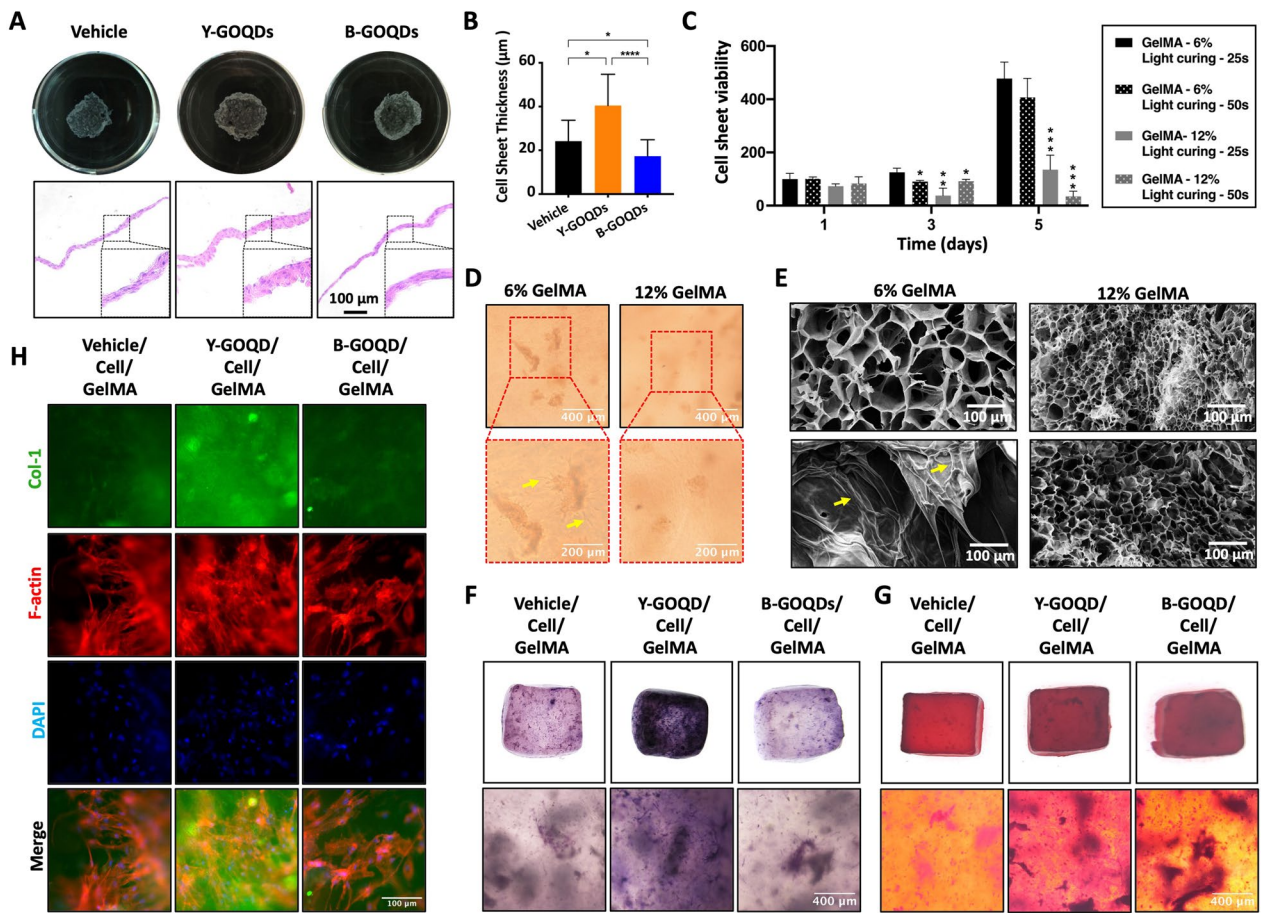 A
Vehicle
Y-GOQDs
B-GOQDs
100 µm
B
Cell Sheet Thickness (µm )
60
40
20
0
*
*
****
Vehicle
Y-GOQDs
B-GOQDs
C
Cell sheet viability
600
400
200
0
*
**
*
***
***
1
3
5
Time (days)
GelMA - 6%
Light curing - 25s
GelMA - 6%
Light curing - 50s
GelMA- 12%
Light curing - 25s
GelMA - 12%
Light curing - 50s
D
6% GelMA
12% GelMA
400 µm
400 µm
200 µm
200 µm
E
6% GelMA
12% GelMA
100 µm
100 µm
100 µm
100 µm
H
Vehicle/
Cell/
GelMA
Y-GOQD/
Cell/
GelMA
B-GOQD/
Cell/
GelMA
Col-1
F-actin
DAPI
Merge
100 µm
F
Vehicle/
Cell/
GelMA
Y-GOQD/
Cell/
GelMA
B-GOQDs/
Cell/
GelMA
400 µm
G
Vehicle/
Cell/
GelMA
Y-GOQD/
Cell/
GelMA
B-GOQD/
Cell/
GelMA
400 µm